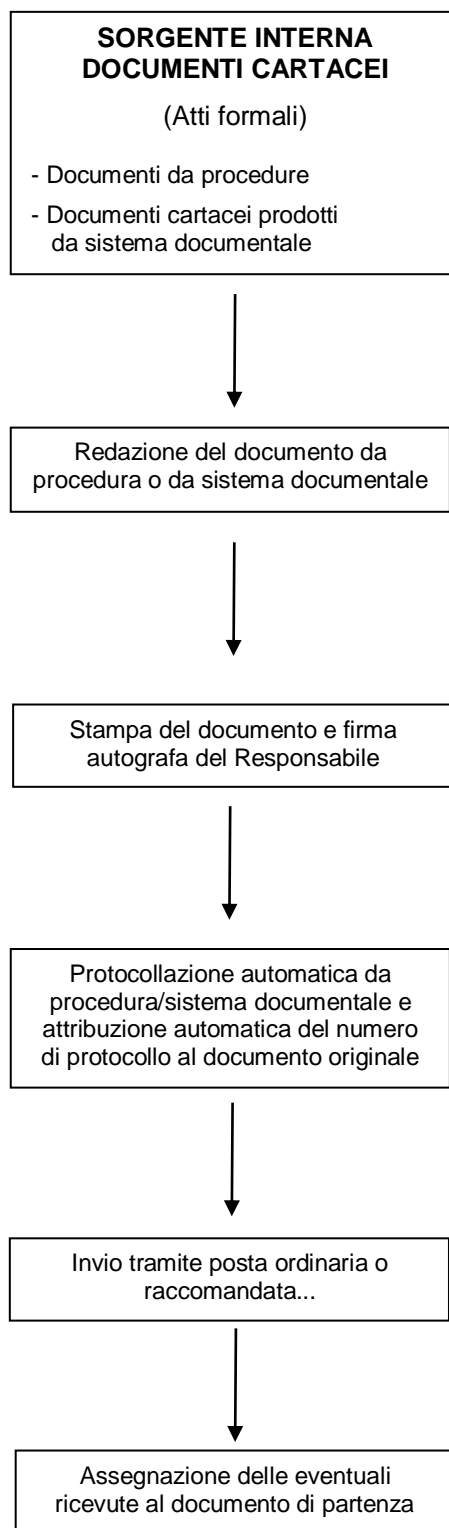 SORGENTE INTERNA
DOCUMENTI CARTACEI
(Atti formali)
- Documenti da procedure
- Documenti cartacei prodotti
da sistema documentale
Redazione del documento da
procedura o da sistema documentale
Stampa del documento e firma
autografa del Responsabile
Protocollazione automatica da
procedura/sistema documentale e
attribuzione automatica del numero
di protocollo al documento originale
Invio tramite posta ordinaria o
raccomandata...
Assegnazione delle eventuali
ricevute al documento di partenza